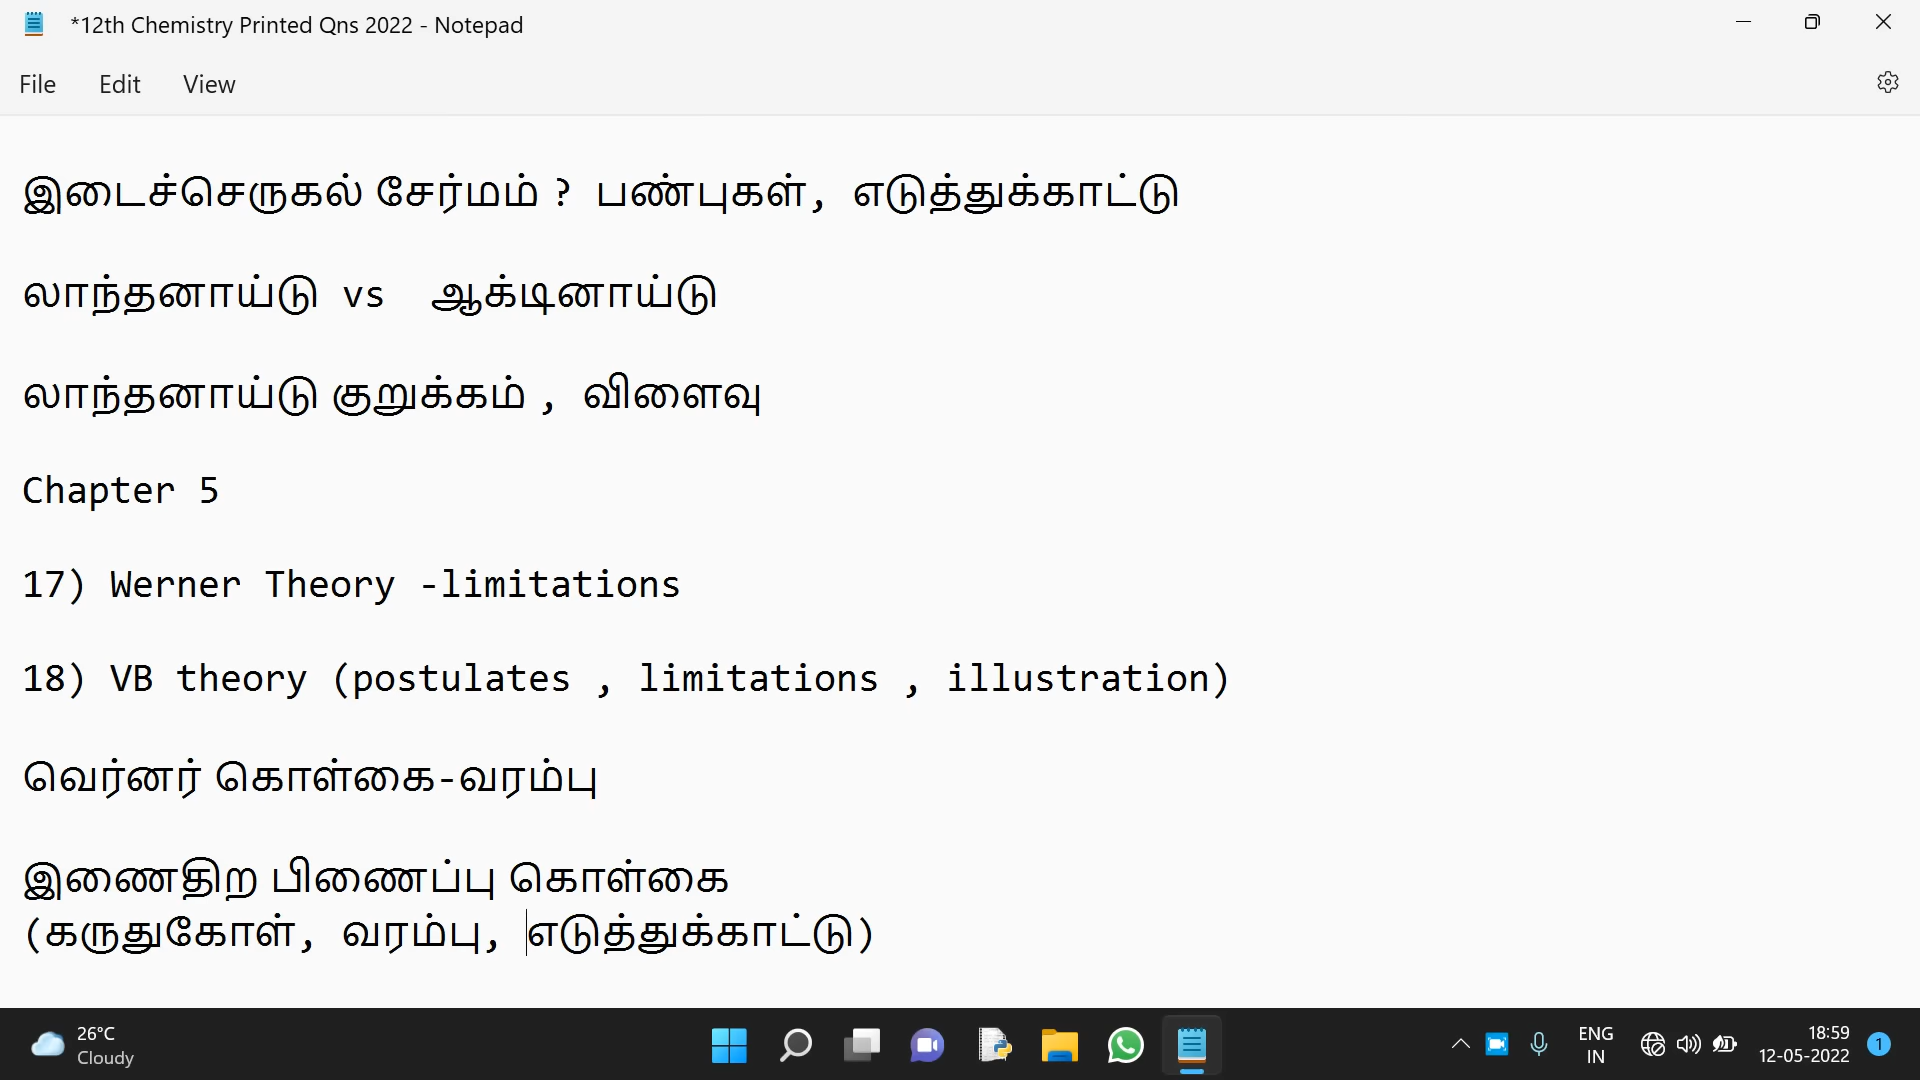 *12th Chemistry Printed Qns 2022 - Notepad
File Edit View
இடைச்செருகல் சேர்மம் ? பண்புகள், எடுத்துக்காட்டு
லாந்தனாய்டு vs ஆக்டினாய்டு
லாந்தனாய்டு குறுக்கம் , விளைவு
Chapter 5
17) Werner Theory -limitations
18) VB theory (postulates , limitations , illustration)
வெர்னர் கொள்கை-வரம்பு
இணைதிற பிணைப்பு கொள்கை
(கருதுகோள், வரம்பு, எடுத்துக்காட்டு)
26°C
Cloudy
ENG
IN
18:59
12-05-2022
1